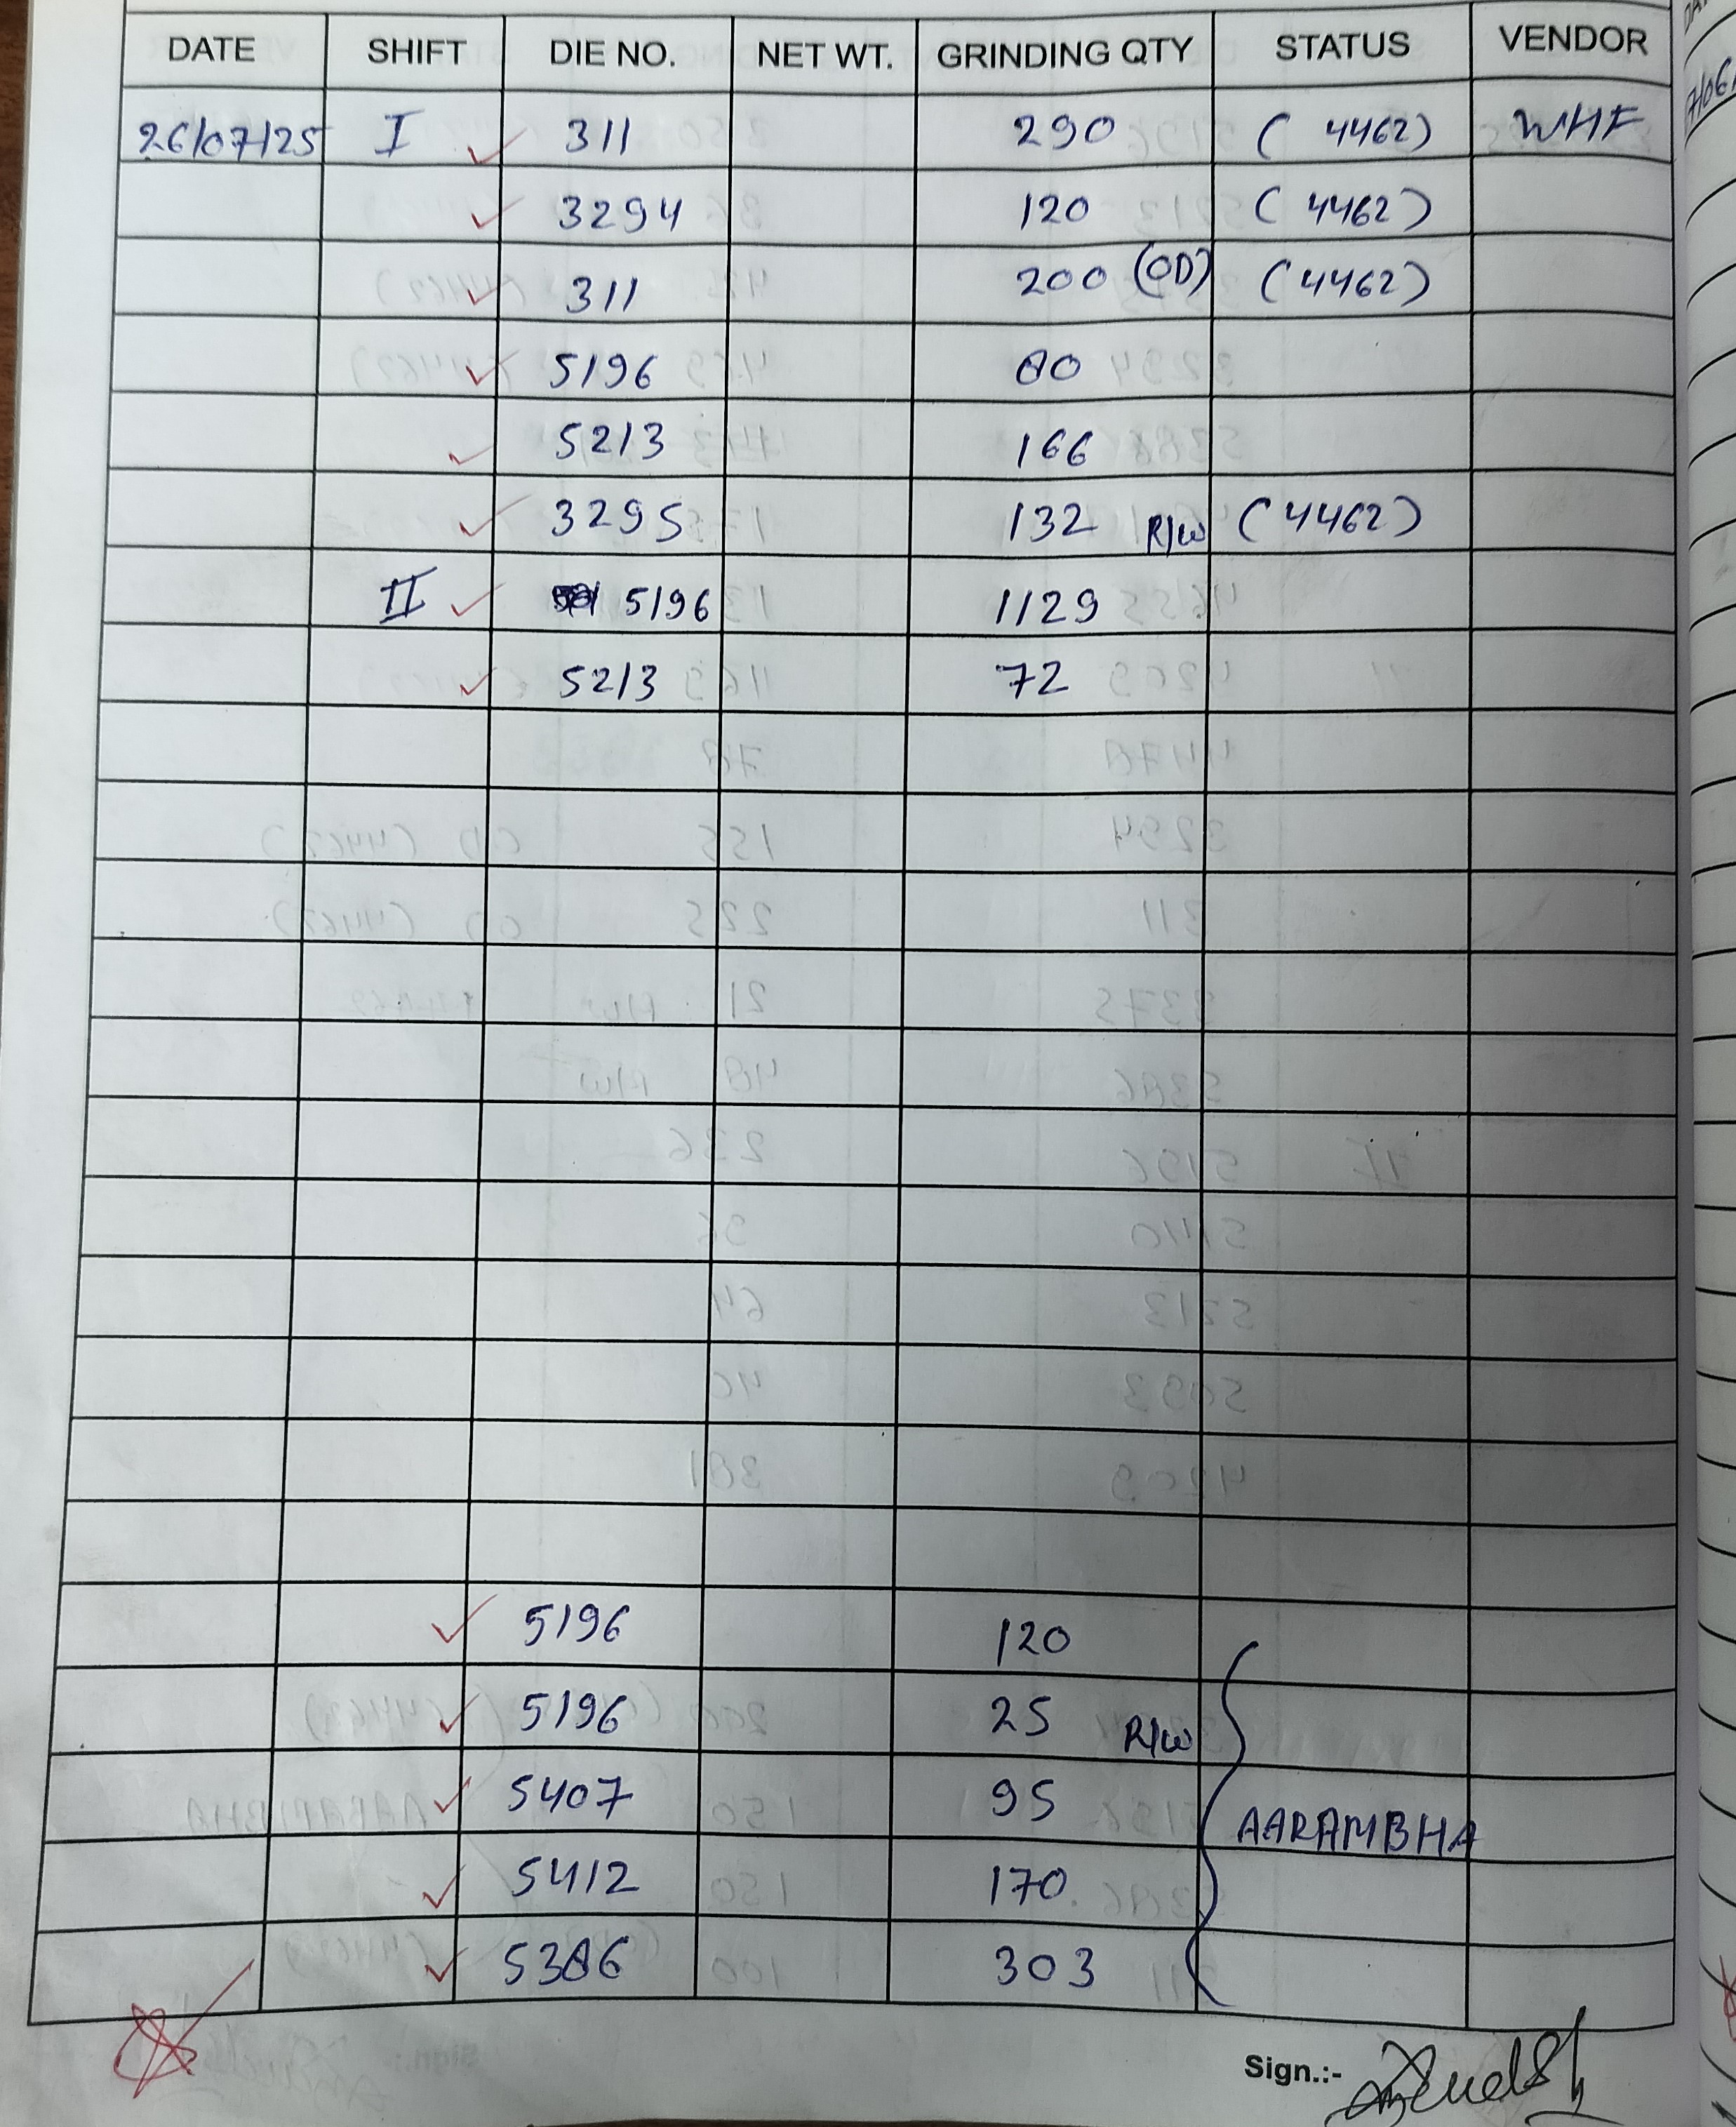 DATE SHIFT DIE NO. NET WT. GRINDING QTY STATUS VENDOR
26/07/25 I ✓ 311 290 ( 4462) WHF
✓ 3294 120 ( 4462)
✓ 311 200 (OD) (4462)
✓ 5196 80
✓ 5213 166
✓ 3295 132 R/W (4462)
II ✓ 5196 1129
✓ 5213 72
✓ 5196 120
✓ 5196 25 R/W
✓ 5407 95
AARAMBHA
✓ 5412 170
✓ 5386 303
Sign.:-